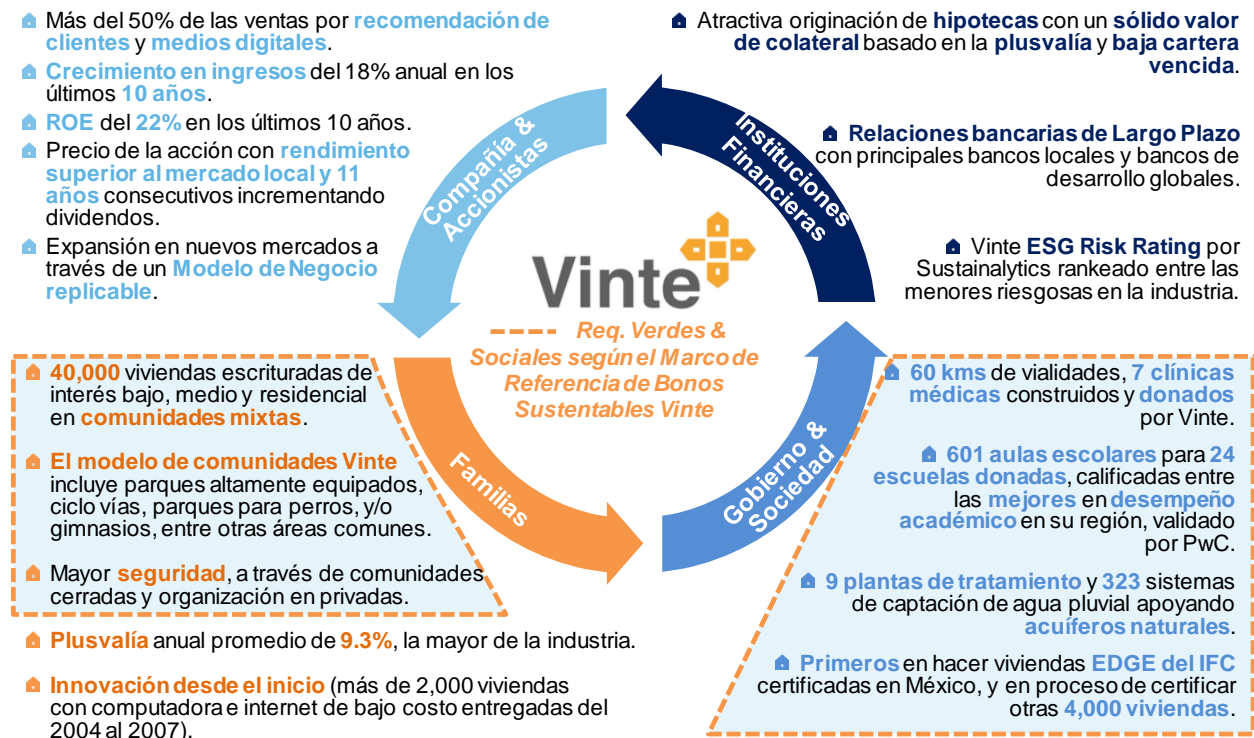 Más del 50% de las ventas por recomendación de
clientes y medios digitales.
Crecimiento en ingresos del 18% anual en los
últimos 10 años.
ROE del 22% en los últimos 10 años.
Precio de la acción con rendimiento
superior al mercado local y 11
años consecutivos incrementando
dividendos.
Expansión en nuevos mercados a
través de un Modelo de Negocio
replicable.
Atractiva originación de hipotecas con un sólido valor
de colateral basado en la plusvalía y baja cartera
vencida.
Relaciones bancarias de Largo Plazo
con principales bancos locales y bancos de
desarrollo globales.
Vinte ESG Risk Rating por
Sustainalytics rankeado entre las
menores riesgosas en la industria.
Compañía &
Accionistas
Instituciones
Financieras
Vinte
Req. Verdes &
Sociales según el Marco de
Referencia de Bonos
Sustentables Vinte
Familias
Gobierno &
Sociedad
40,000 viviendas escrituradas de
interés bajo, medio y residencial
en comunidades mixtas.
El modelo de comunidades Vinte
incluye parques altamente equipados,
ciclo vías, parques para perros, y/o
gimnasios, entre otras áreas comunes.
Mayor seguridad, a través de comunidades
cerradas y organización en privadas.
Plusvalía anual promedio de 9.3%, la mayor de la industria.
Innovación desde el inicio (más de 2,000 viviendas
con computadora e internet de bajo costo entregadas del
2004 al 2007).
60 kms de vialidades, 7 clínicas
médicas construidos y donados
por Vinte.
601 aulas escolares para 24
escuelas donadas, calificadas entre
las mejores en desempeño
académico en su región, validado
por PwC.
9 plantas de tratamiento y 323 sistemas
de captación de agua pluvial apoyando
acuíferos naturales.
Primeros en hacer viviendas EDGE del IFC
certificadas en México, y en proceso de certificar
otras 4,000 viviendas.